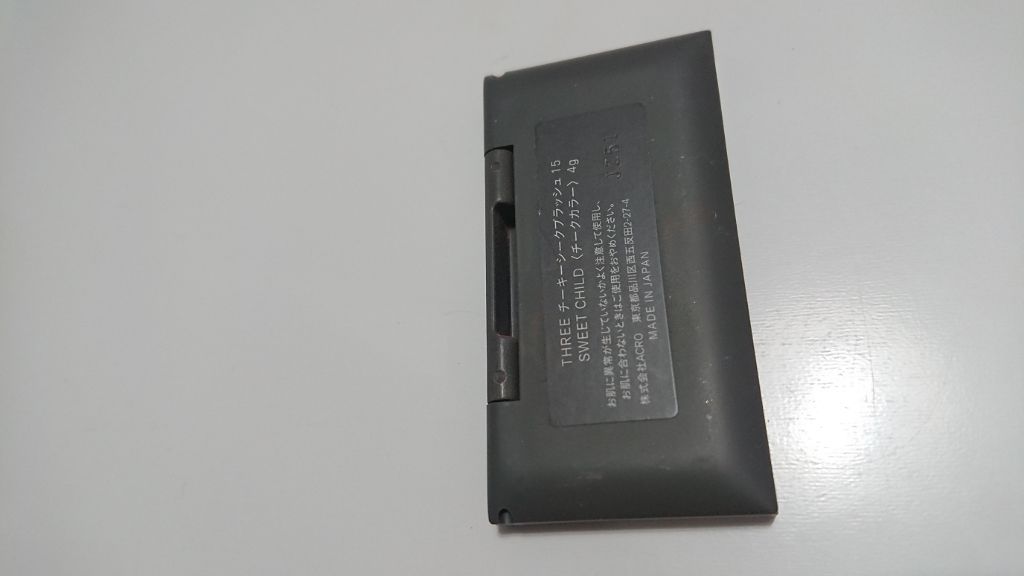 THREE チーキーシークブラッシュ 15
SWEET CHILD 〈チークカラー〉 4g
お肌に異常が生じていないかよく注意して使用し、
お肌に合わないときはご使用をおやめください。
株式会社ACRO 東京都品川区西五反田2-27-4
MADE IN JAPAN